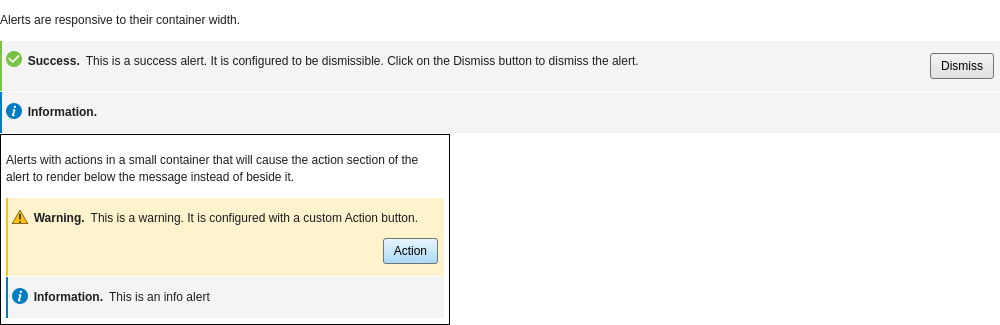 Alerts are responsive to their container width.
Success. This is a success alert. It is configured to be dismissible. Click on the Dismiss button to dismiss the alert.
Dismiss
Information.
Alerts with actions in a small container that will cause the action section of the
alert to render below the message instead of beside it.
Warning. This is a warning. It is configured with a custom Action button.
Action
Information. This is an info alert